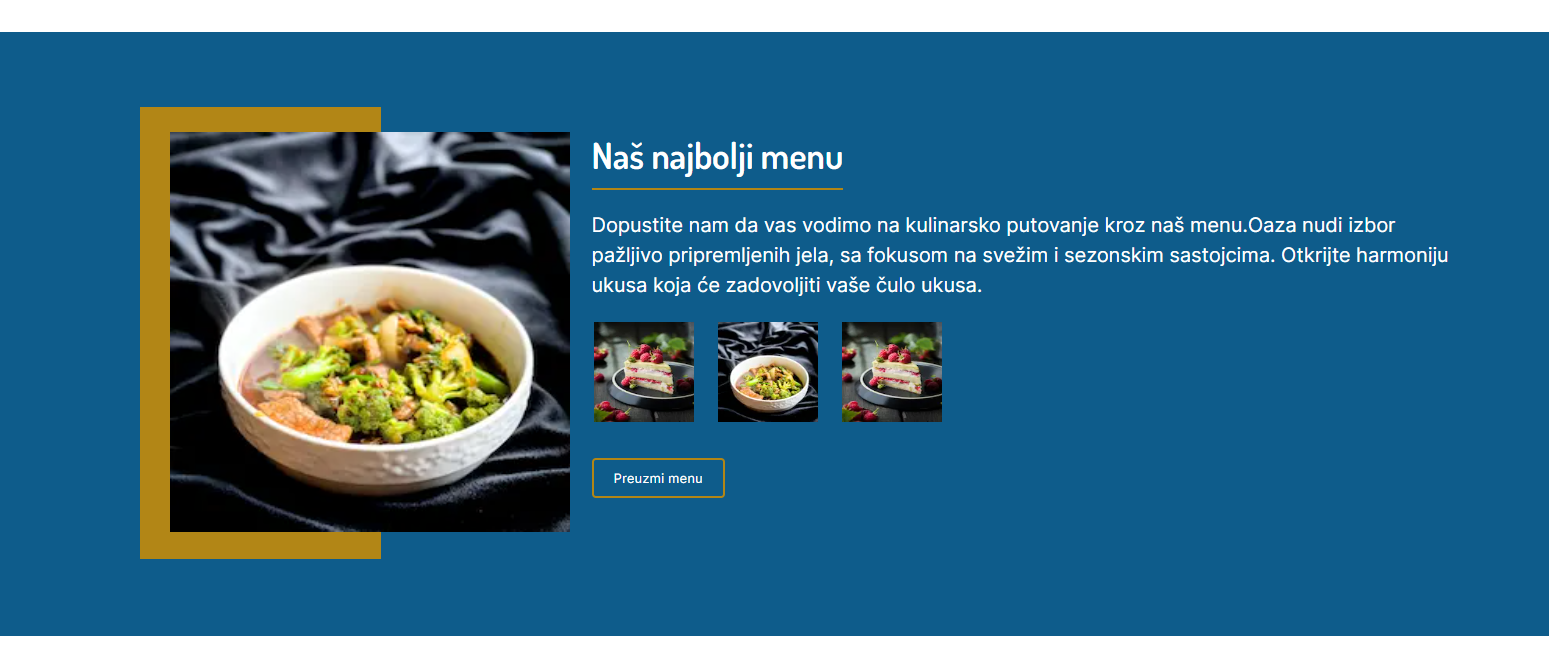 Naš najbolji menu
Dopustite nam da vas vodimo na kulinarsko putovanje kroz naš menu.Oaza nudi izbor
pažljivo pripremljenih jela, sa fokusom na svežim i sezonskim sastojcima. Otkrijte harmoniju
ukusa koja će zadovoljiti vaše čulo ukusa.
Preuzmi menu